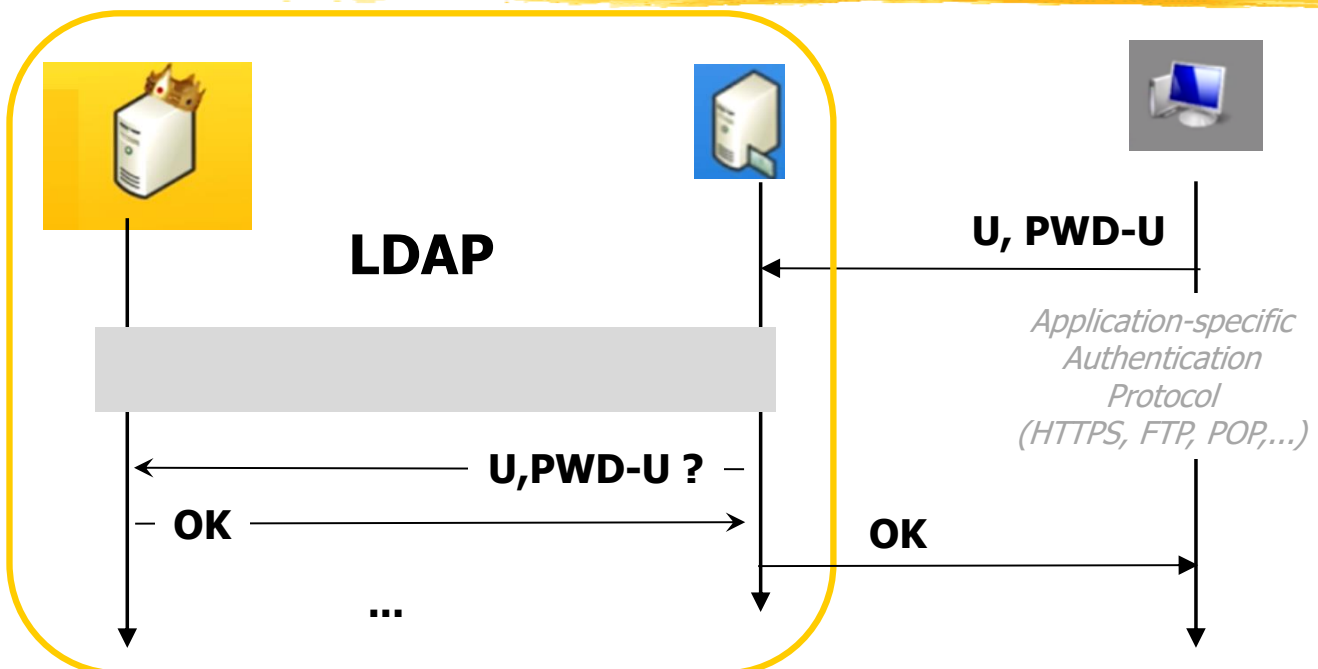 U, PWD-U
LDAP
Application-specific
Authentication
Protocol
(HTTPS, FTP, POP,...)
U,PWD-U ?
OK
OK
...